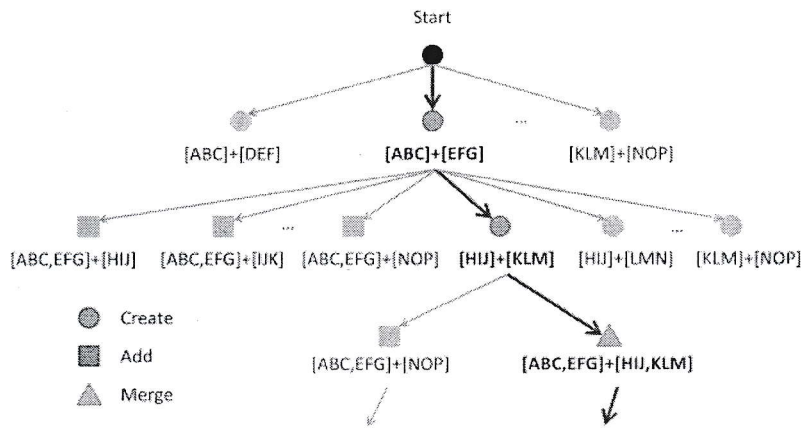 Start
[ABC]+[DEF] [ABC]+[EFG] ... [KLM]+[NOP]
[ABC,EFG]+[HIJ] [ABC,EFG]+[IJK] ... [ABC,EFG]+[NOP] [HIJ]+[KLM] [HIJ]+[LMN] ... [KLM]+[NOP]
Create
Add
[ABC,EFG]+[NOP] [ABC,EFG]+[HIJ,KLM]
Merge